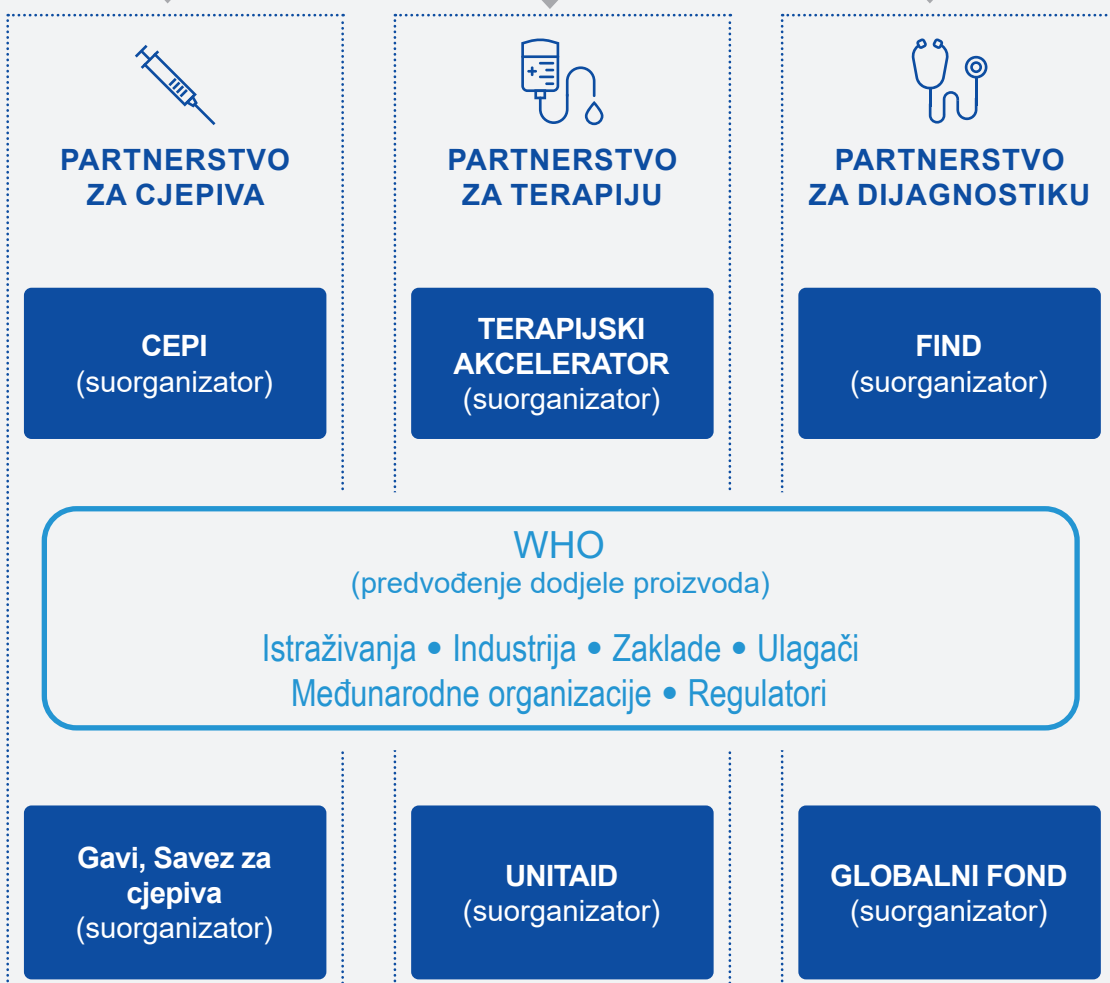 PARTNERSTVO
ZA CJEPIVA
PARTNERSTVO
ZA TERAPIJU
PARTNERSTVO
ZA DIJAGNOSTIKU
CEPI
(suorganizator)
TERAPIJSKI
AKCELERATOR
(suorganizator)
FIND
(suorganizator)
WHO
(predvođenje dodjele proizvoda)
Istraživanja • Industrija • Zaklade • Ulagači
Međunarodne organizacije • Regulatori
Gavi, Savez za
cjepiva
(suorganizator)
UNITAID
(suorganizator)
GLOBALNI FOND
(suorganizator)